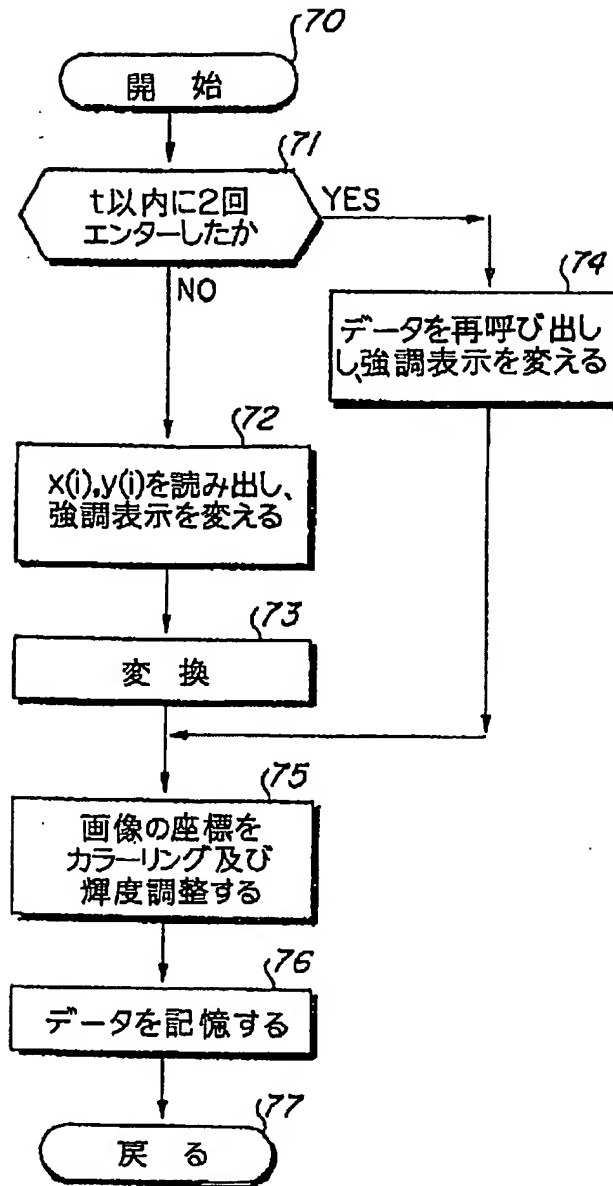 70
開 始
71
t以内に2回
エンターしたか
YES
NO
74
データを再呼び出し
し、強調表示を変える
72
x(i),y(i)を読み出し、
強調表示を変える
73
変 換
75
画像の座標を
カラーリング及び
輝度調整する
76
データを記憶する
77
戻 る